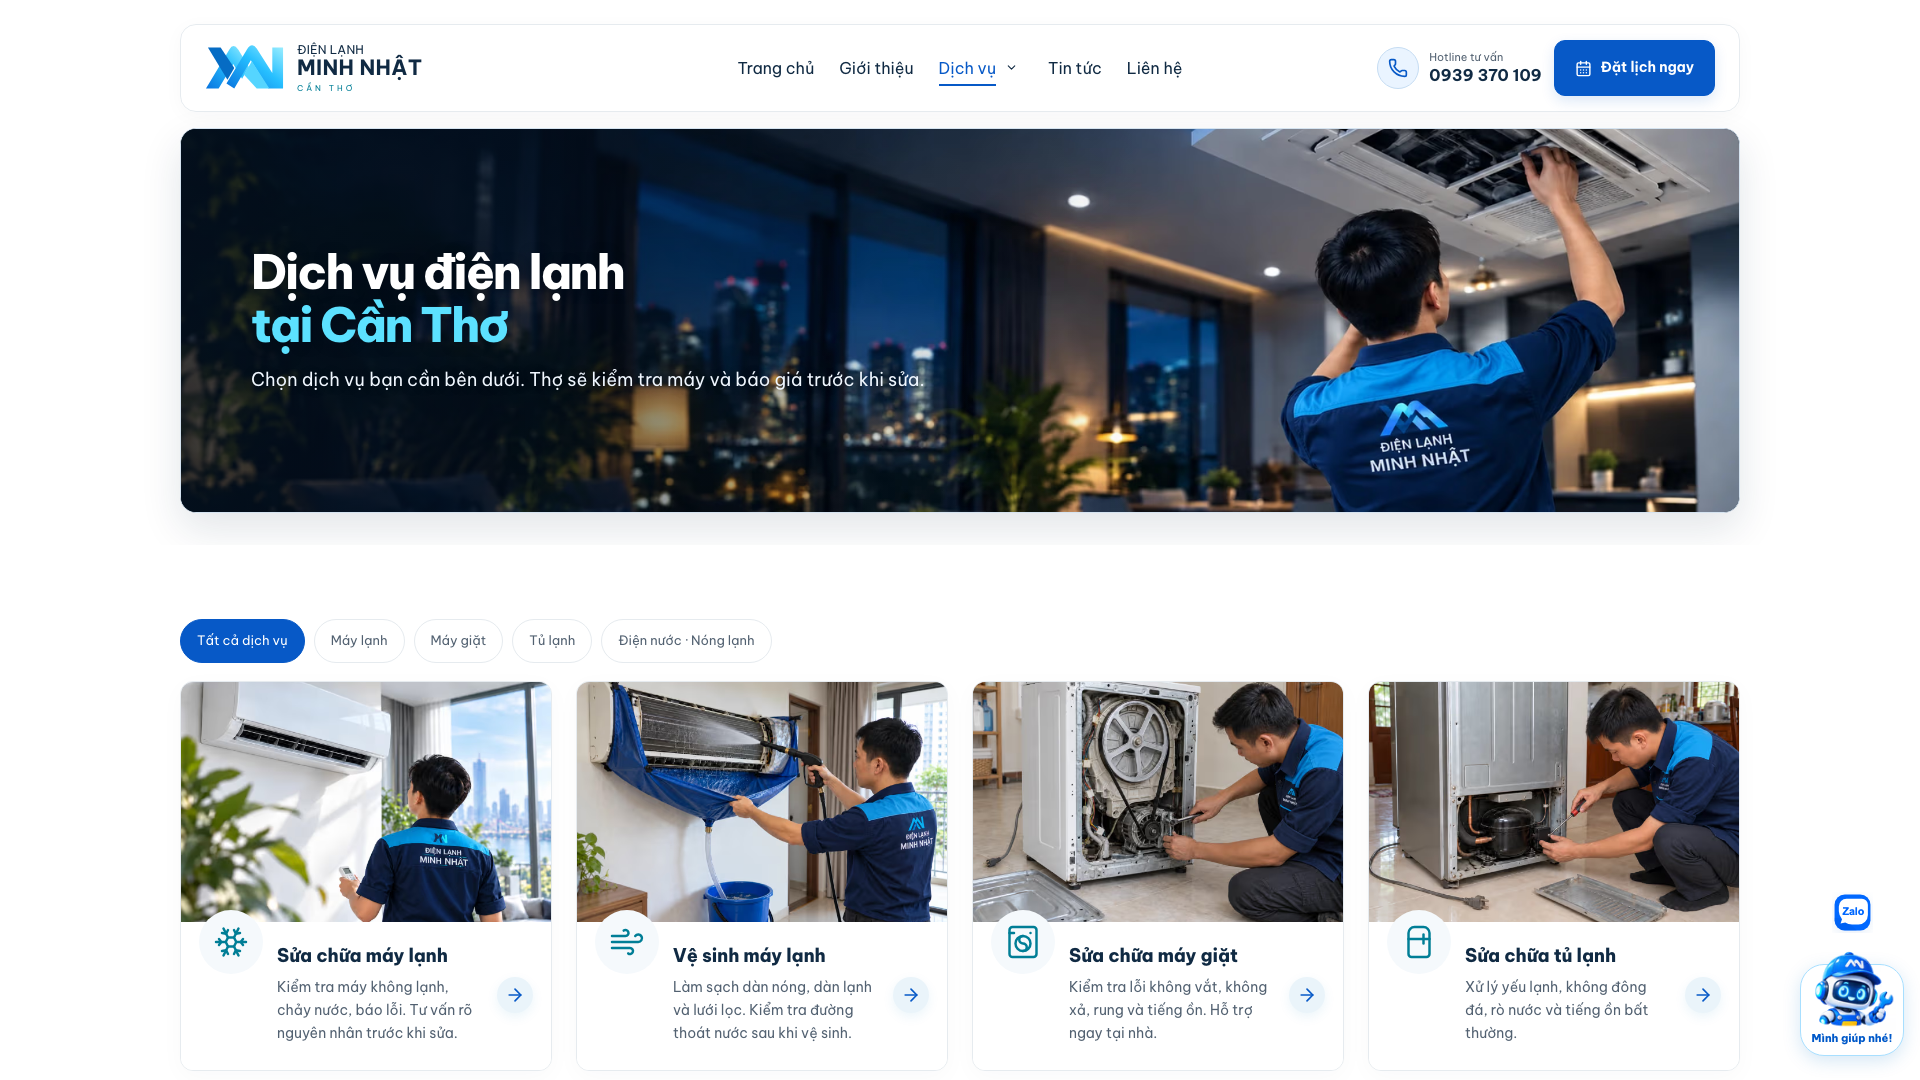 ĐIỆN LẠNH
MINH NHẬT
CẦN THƠ
Trang chủ
Giới thiệu
Dịch vụ
Tin tức
Liên hệ
Hotline tư vấn
0939 370 109
Đặt lịch ngay
Dịch vụ điện lạnh
tại Cần Thơ
Chọn dịch vụ bạn cần bên dưới. Thợ sẽ kiểm tra máy và báo giá trước khi sửa.
ĐIỆN LẠNH
MINH NHẬT
Tất cả dịch vụ
Máy lạnh
Máy giặt
Tủ lạnh
Điện nước · Nóng lạnh
ĐIỆN LẠNH
MINH NHẬT
ĐIỆN LẠNH
MINH NHẬT
Sửa chữa máy lạnh
Kiểm tra máy không lạnh,
chảy nước, báo lỗi. Tư vấn rõ
nguyên nhân trước khi sửa.
Vệ sinh máy lạnh
Làm sạch dàn nóng, dàn lạnh
và lưới lọc. Kiểm tra đường
thoát nước sau khi vệ sinh.
Sửa chữa máy giặt
Kiểm tra lỗi không vắt, không
xả, rung và tiếng ồn. Hỗ trợ
ngay tại nhà.
Sửa chữa tủ lạnh
Xử lý yếu lạnh, không đông
đá, rò nước và tiếng ồn bất
thường.
Zalo
Mình giúp nhé!